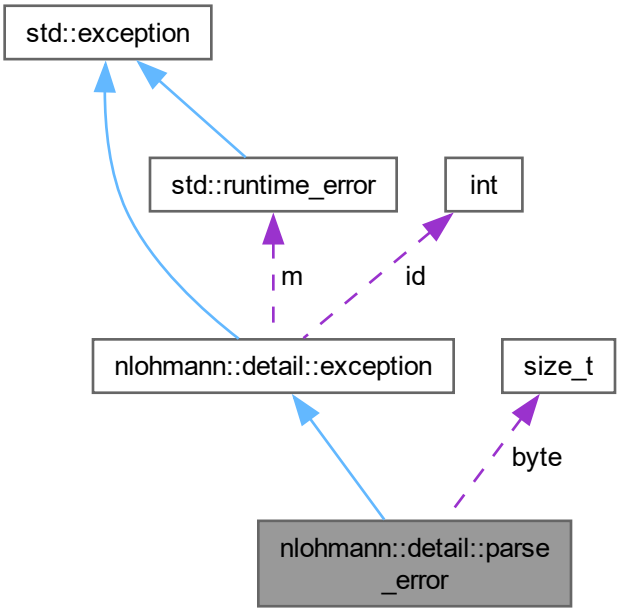 std::exception
std::runtime_error
int
m
id
nlohmann::detail::exception
size_t
byte
nlohmann::detail::parse
_error